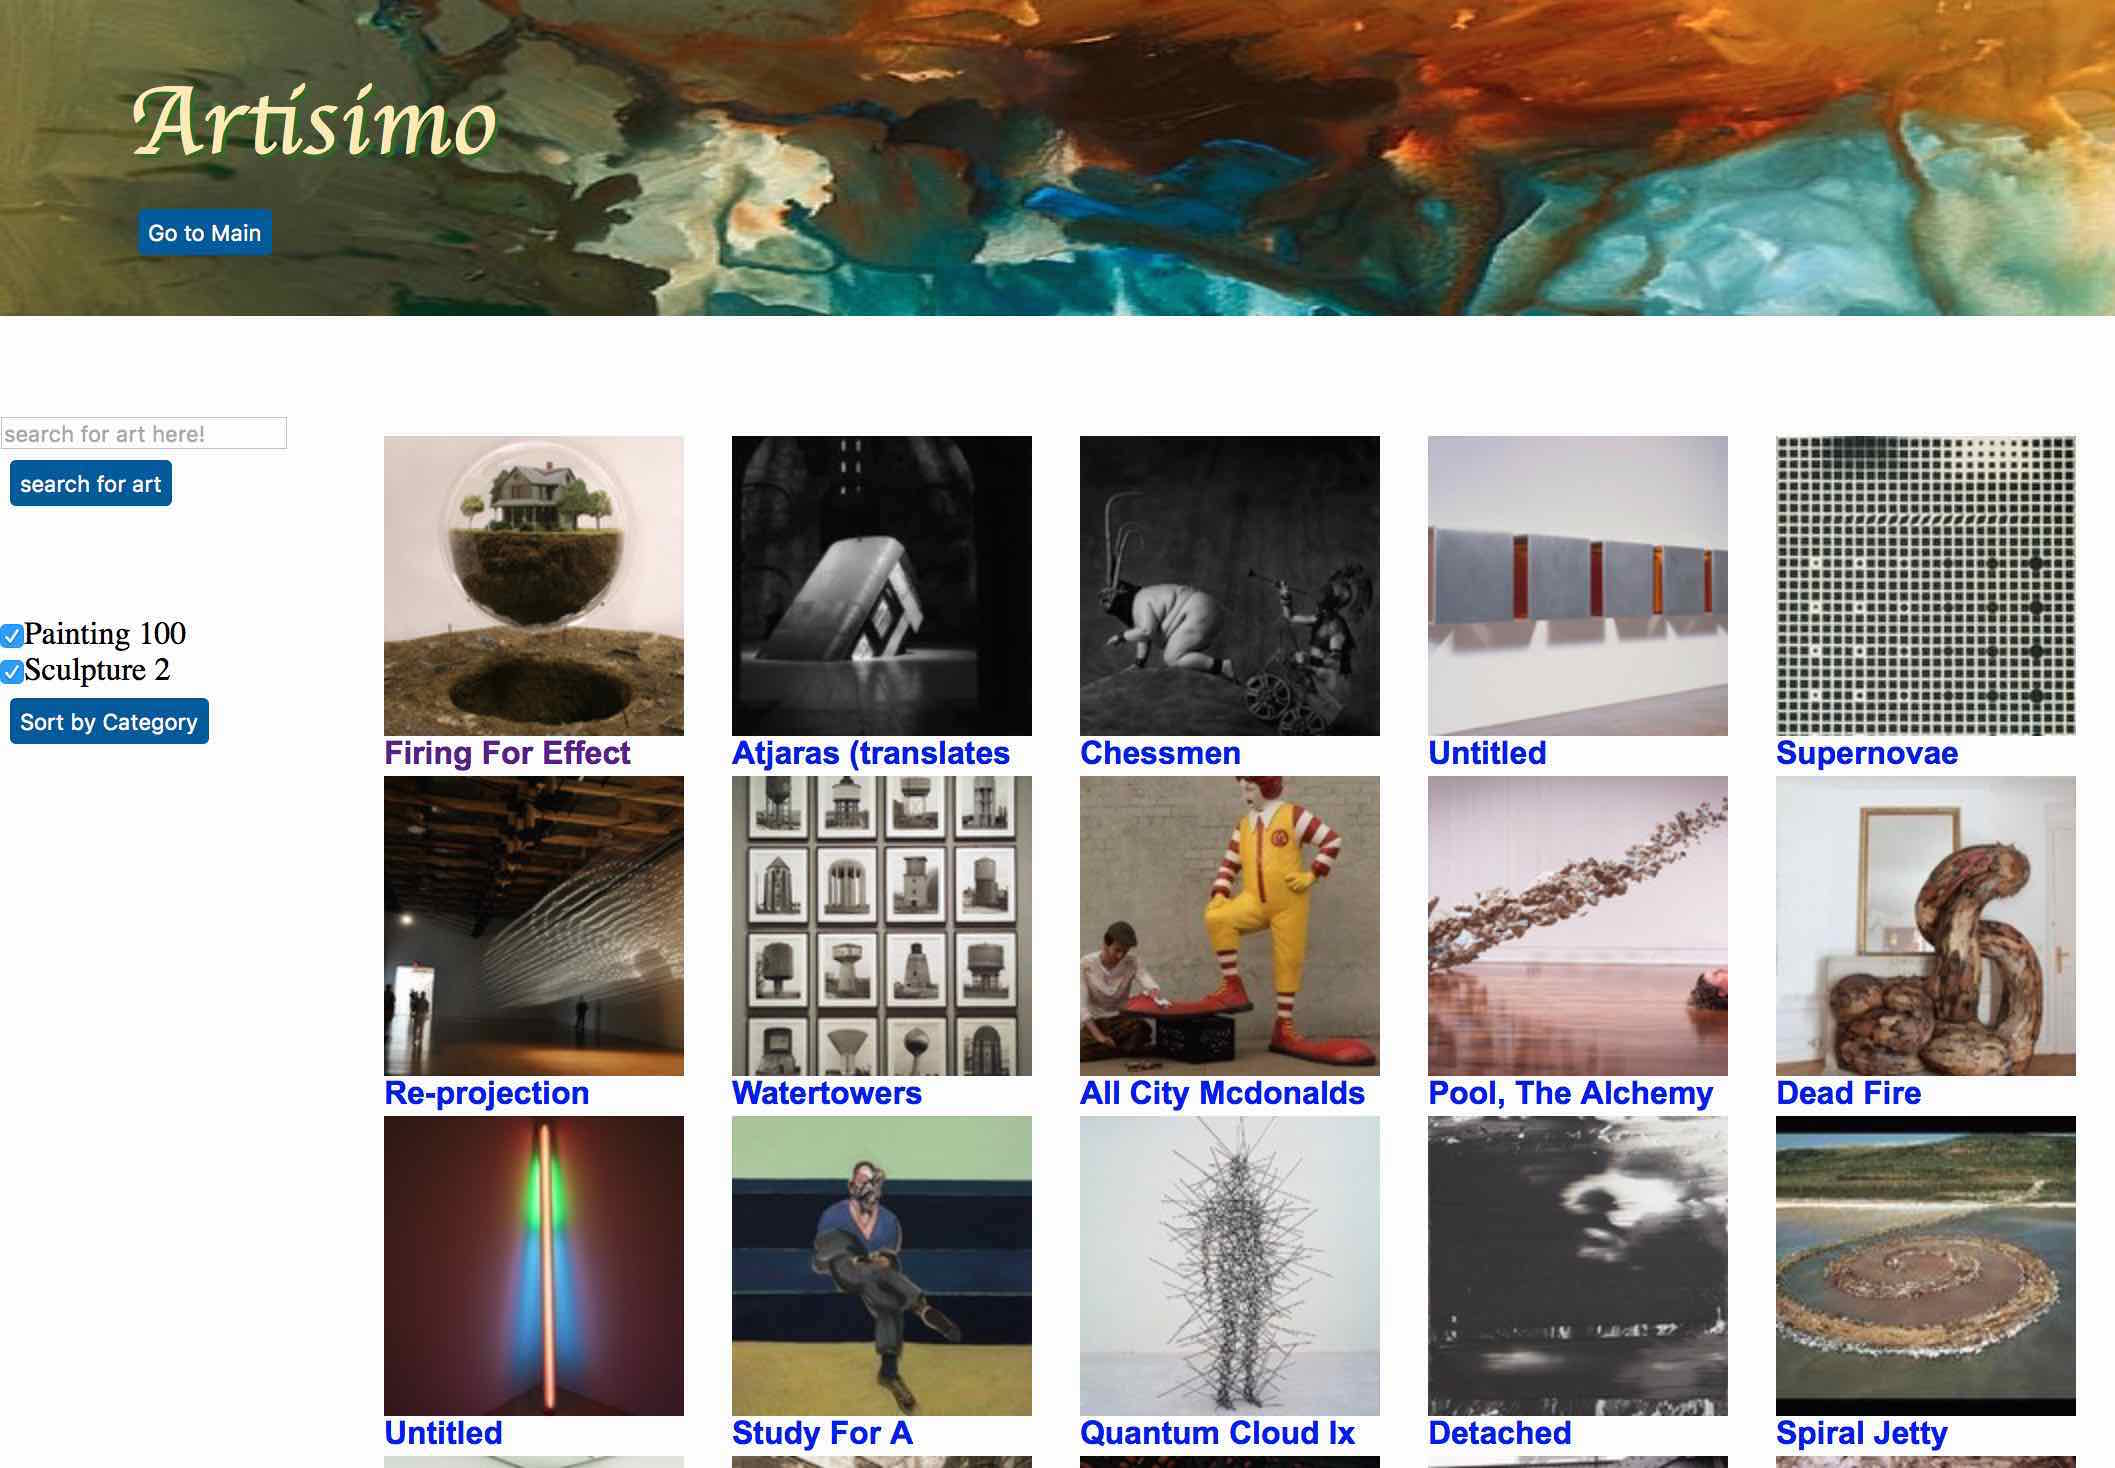 Artisimo
Go to Main
search for art here!
search for art
Painting 100
Sculpture 2
Sort by Category
Firing For Effect
Atjaras (translates
Chessmen
Untitled
Supernovae
Re-projection
Watertowers
All City Mcdonalds
Pool, The Alchemy
Dead Fire
Untitled
Study For A
Quantum Cloud Ix
Detached
Spiral Jetty